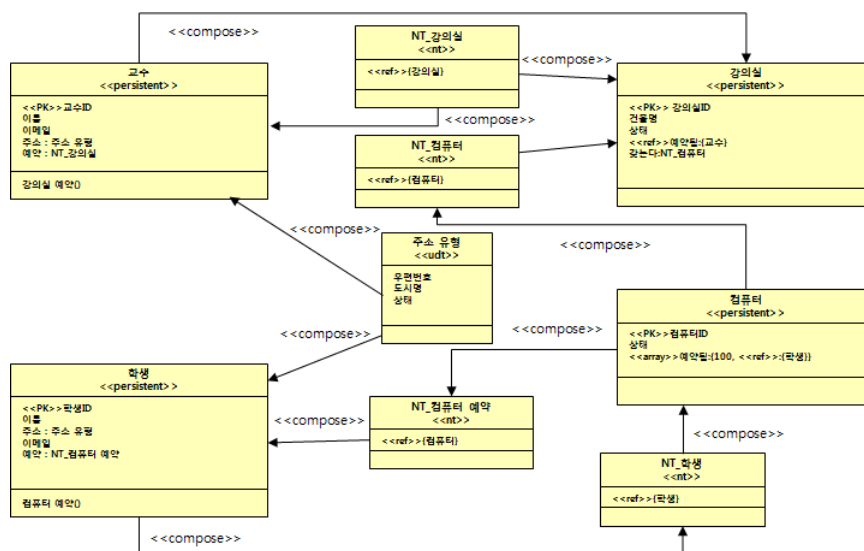 <<compose>>
NT_강의실
<<nt>>
<<ref>>{강의실}
<<compose>>
교수
<<persistent>>
<<PK>>교수ID
이름
이메일
주소 : 주소 유형
예약 : NT_강의실
강의실 예약()
강의실
<<persistent>>
<<PK>> 강의실ID
건물명
상태
<<ref>>예약됨:{교수}
갖는다:NT_컴퓨터
<<compose>>
<<compose>>
NT_컴퓨터
<<nt>>
<<ref>>{컴퓨터}
<<compose>>
주소 유형
<<udt>>
우편번호
도시명
상태
<<compose>>
컴퓨터
<<persistent>>
<<PK>>컴퓨터ID
상태
<<array>>예약됨:{100, <<ref>>:{학생}}
<<compose>>
<<compose>>
학생
<<persistent>>
<<PK>>학생ID
이름
주소 : 주소 유형
이메일
예약 : NT_컴퓨터 예약
컴퓨터 예약()
<<compose>>
NT_컴퓨터 예약
<<nt>>
<<ref>>{컴퓨터}
<<compose>>
NT_학생
<<nt>>
<<ref>>{학생}
<<compose>>
<<compose>>